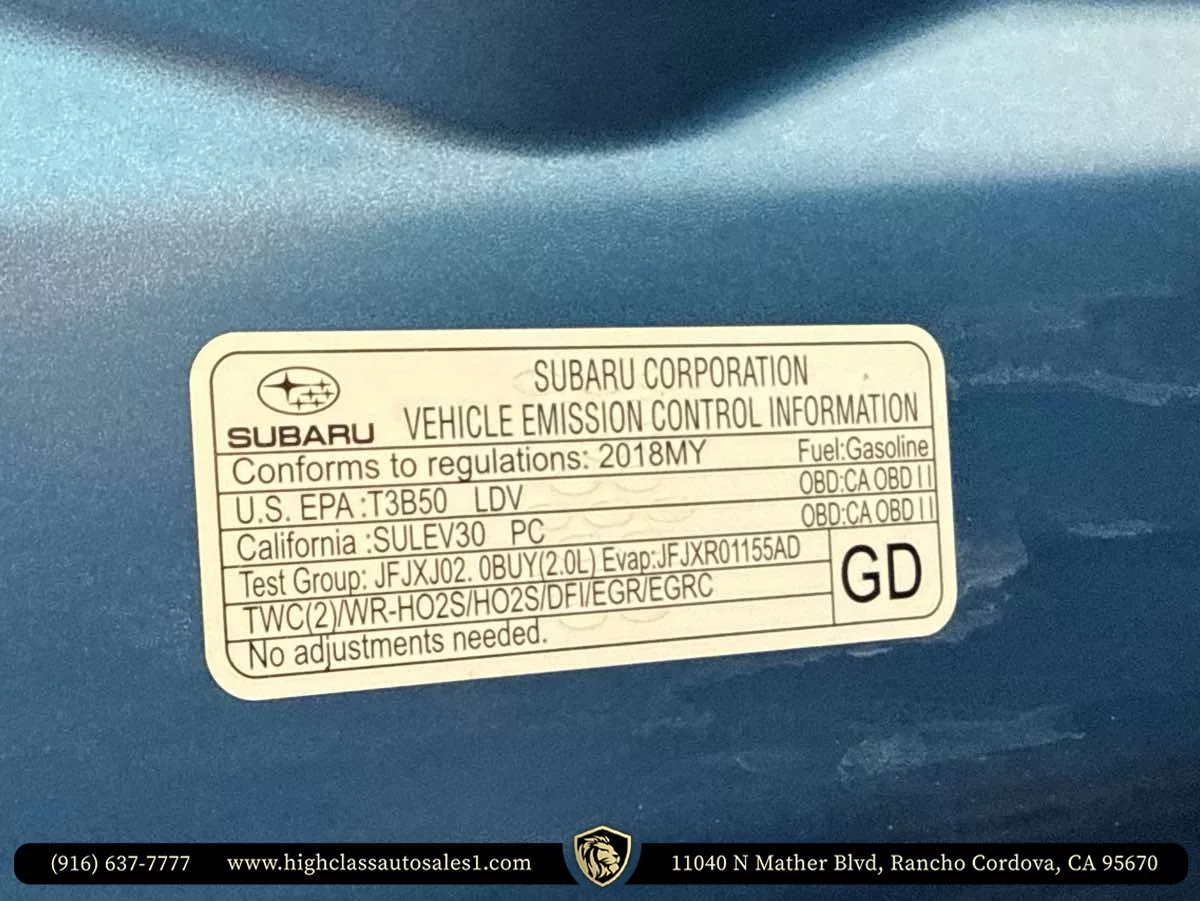 SUBARU CORPORATION
SUBARU VEHICLE EMISSION CONTROL INFORMATION
Conforms to regulations: 2018MY Fuel:Gasoline
U.S. EPA :T3B50 LDV OBD:CA OBD II
California :SULEV30 PC OBD:CA OBD II
Test Group: JFJXJ02. 0BUY(2.0L) Evap:JFJXR01155AD
TWC(2)/WR-HO2S/HO2S/DFI/EGR/EGRC
GD
No adjustments needed.
(916) 637-7777 www.highclassautosales1.com 11040 N Mather Blvd, Rancho Cordova, CA 95670